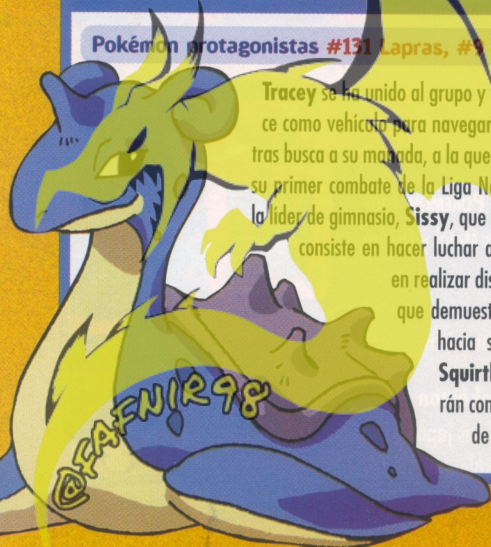 Pokémon protagonistas #131 Lapras, #9
Tracey se ha unido al grupo y
ce como vehículo para navegar
tras busca a su manada, a la que
su primer combate de la Liga
la líder de gimnasio, Sissy, que
consiste en hacer luchar a
en realizar dis
que demuest
hacia s
Squirtl
rán con
de
@FAFNIR98